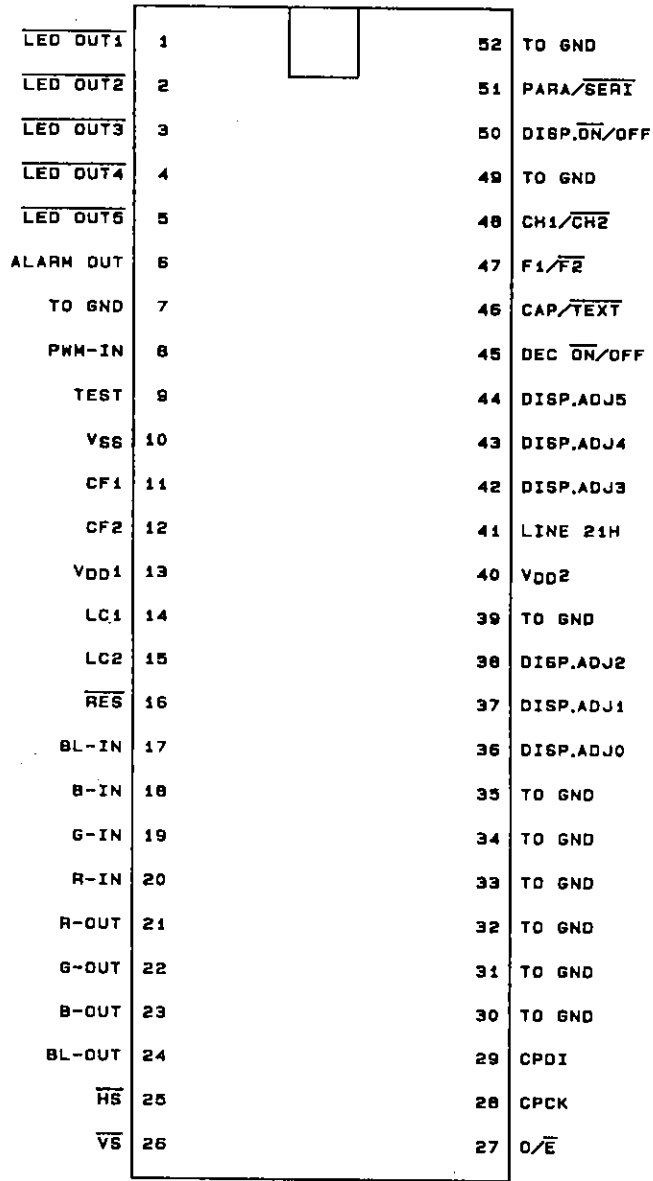 LED OUT1 1 52 TO GND
LED OUT2 2 51 PARA/SERI
LED OUT3 3 50 DISP.ON/OFF
LED OUT4 4 49 TO GND
LED OUT5 5 48 CH1/CH2
ALARM OUT 6 47 F1/F2
TO GND 7 46 CAP/TEXT
PWM-IN 8 45 DEC ON/OFF
TEST 9 44 DISP.ADJ5
VSS 10 43 DISP.ADJ4
CF1 11 42 DISP.ADJ3
CF2 12 41 LINE 21H
VDD1 13 40 VDD2
LC1 14 39 TO GND
LC2 15 38 DISP.ADJ2
RES 16 37 DISP.ADJ1
BL-IN 17 36 DISP.ADJ0
B-IN 18 35 TO GND
G-IN 19 34 TO GND
R-IN 20 33 TO GND
R-OUT 21 32 TO GND
G-OUT 22 31 TO GND
B-OUT 23 30 TO GND
BL-OUT 24 29 CPDI
HS 25 28 CPCK
VS 26 27 O/E